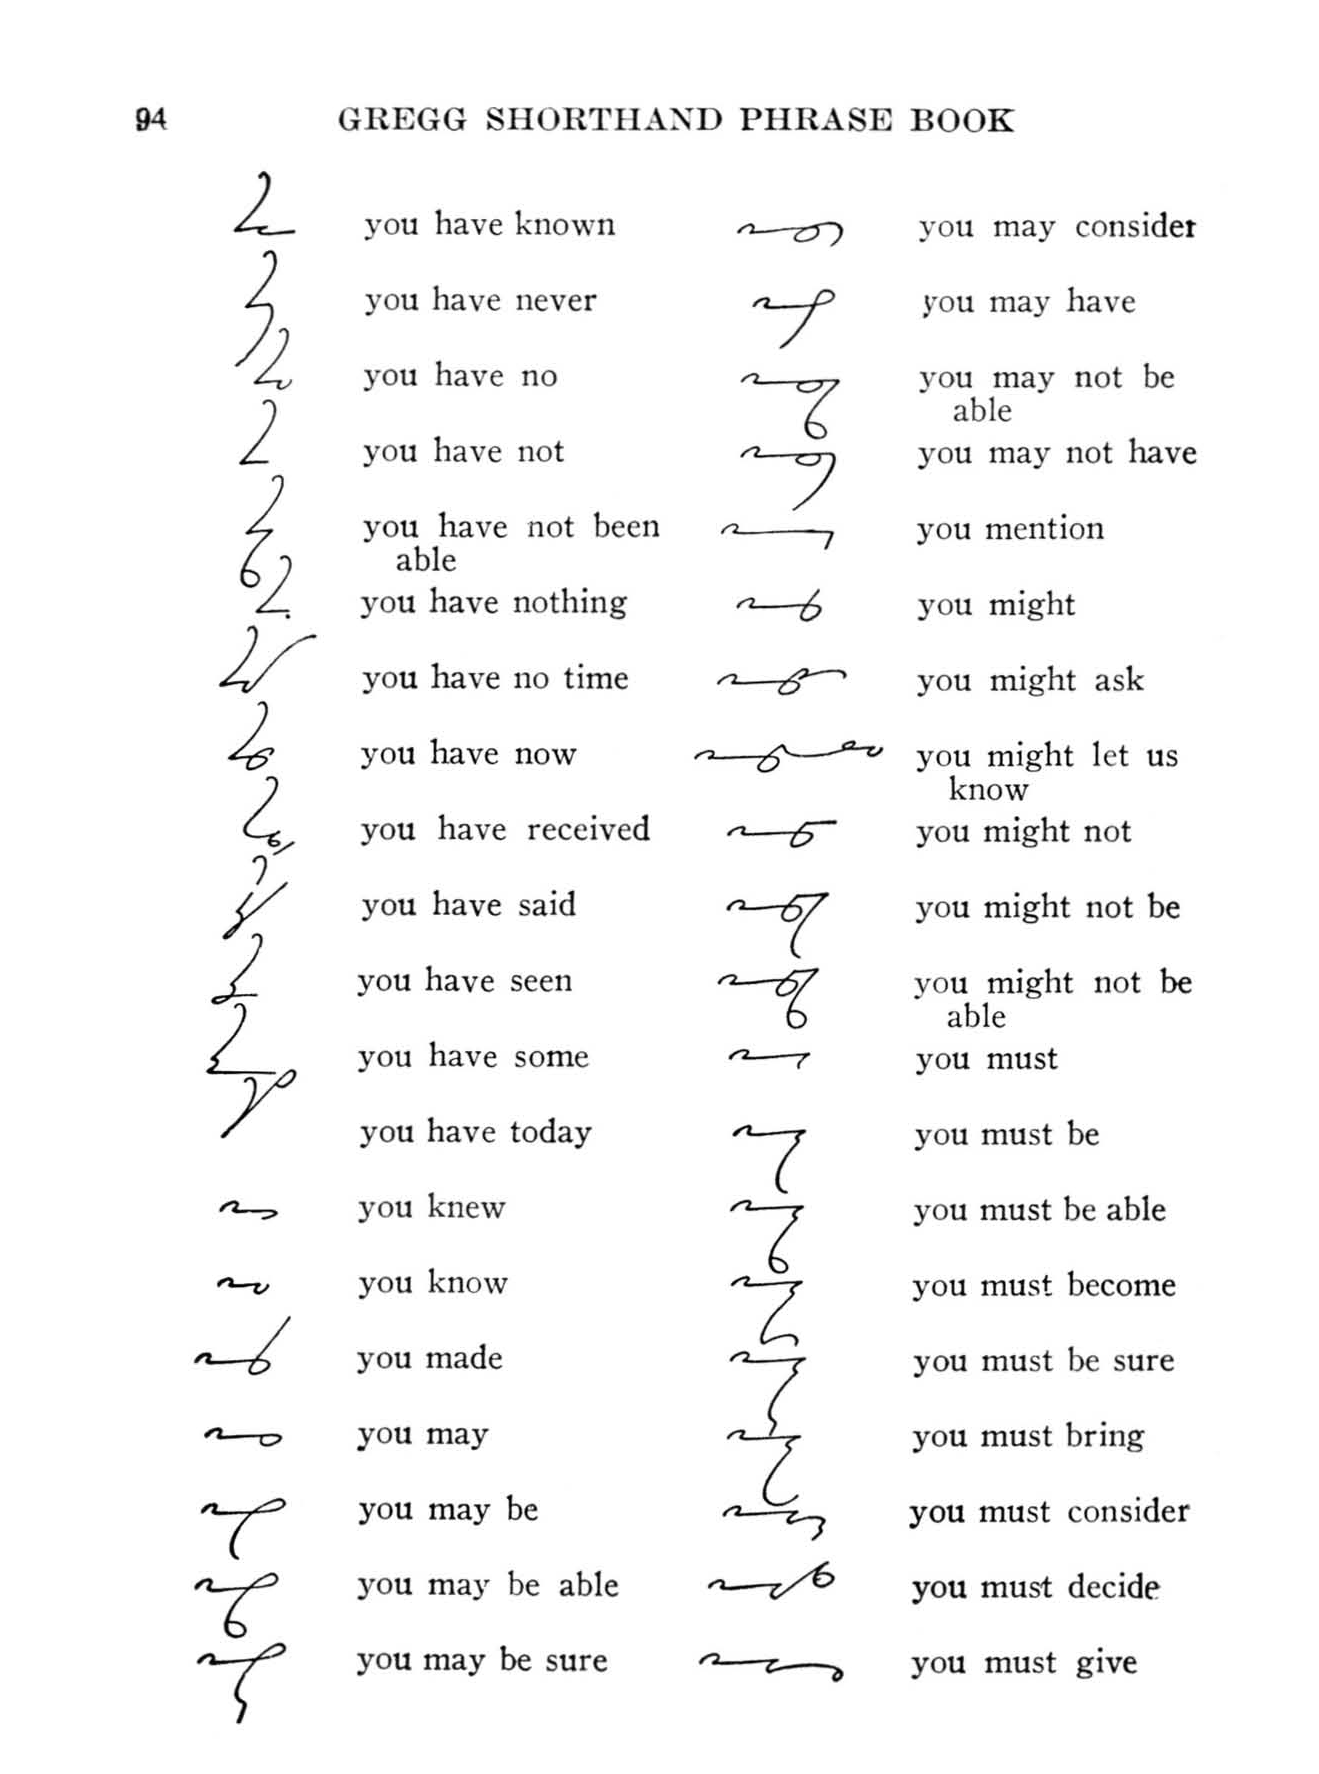 94 GREGG SHORTHAND PHRASE BOOK
you have known
you have never
you have no
you have not
you have not been
able
you have nothing
you have no time
you have now
you have received
you have said
you have seen
you have some
you have today
you knew
you know
you made
you may
you may be
you may be able
you may be sure
you may consider
you may have
you may not be
able
you may not have
you mention
you might
you might ask
you might let us
know
you might not
you might not be
you might not be
able
you must
you must be
you must be able
you must become
you must be sure
you must bring
you must consider
you must decide
you must give